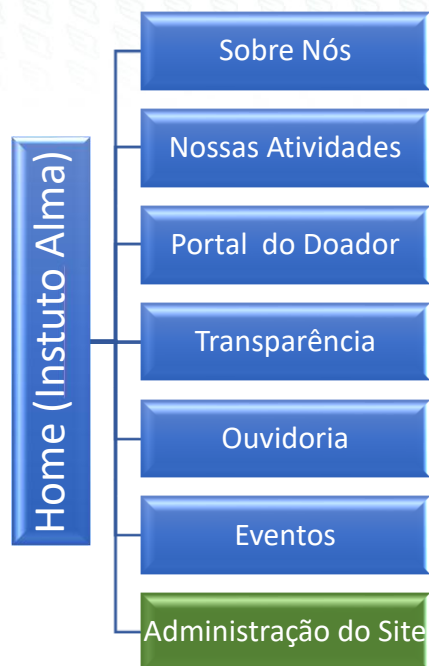 Home (Instuto Alma)
Sobre Nós
Nossas Atividades
Portal do Doador
Transparência
Ouvidoria
Eventos
Administração do Site